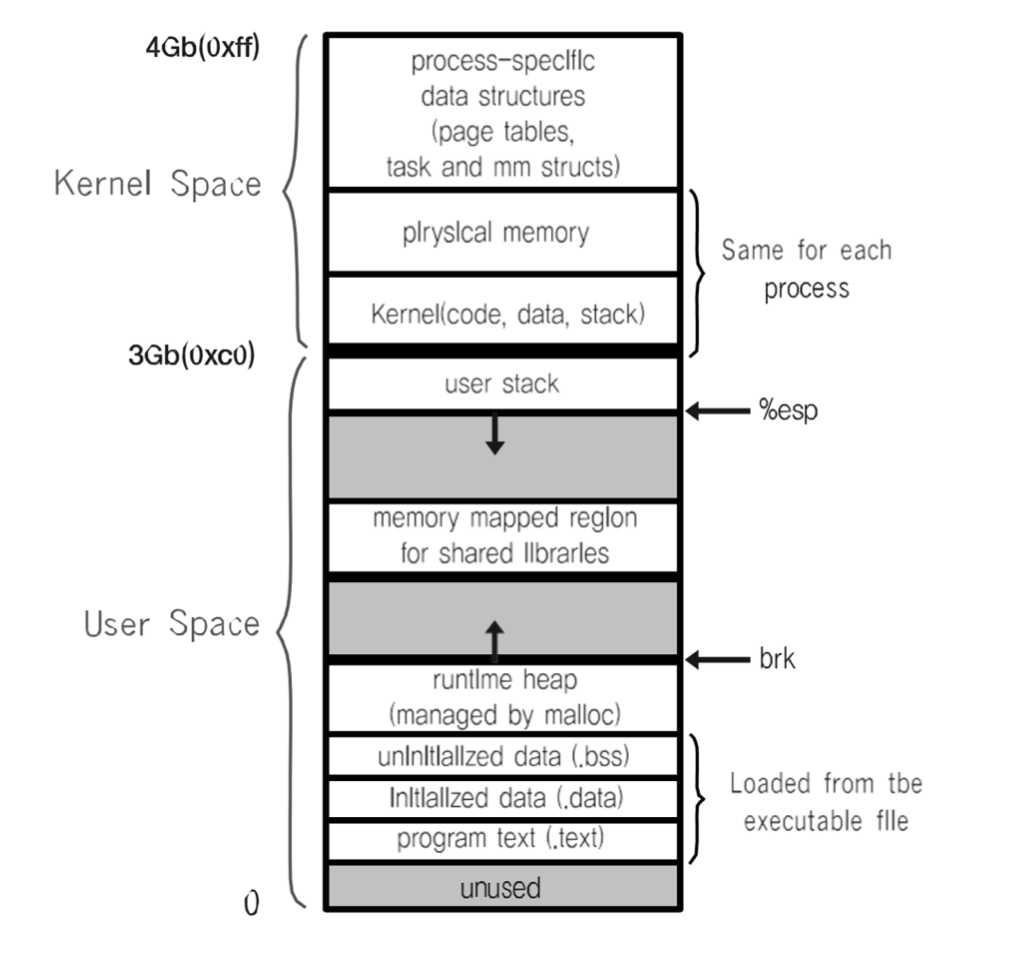 4Gb(0xff)
process-speclflc
data structures
(page tables,
task and mm structs)
Kernel Space
plryslcal memory
Same for each
process
Kernel(code, data, stack)
3Gb(0xc0)
user stack
%esp
memory mapped reglon
for shared llbrarles
User Space
brk
runtlme heap
(managed by malloc)
unlnltlallzed data (.bss)
lnltlallzed data (.data)
Loaded from tbe
executable flle
program text (.text)
unused
0